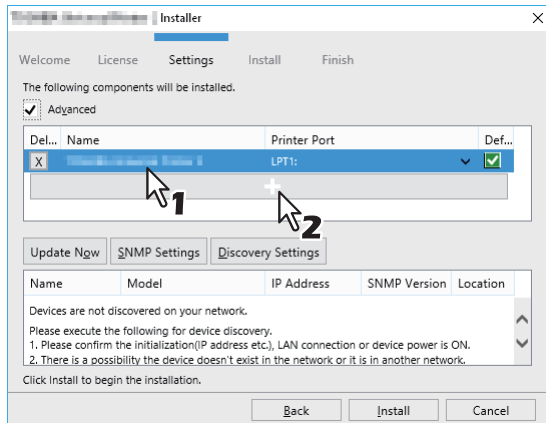 Installer
Welcome License Settings Install Finish
The following components will be installed.
Advanced
Del... Name Printer Port Def...
X LPT1:
1
2
Update Now SNMP Settings Discovery Settings
Name Model IP Address SNMP Version Location
Devices are not discovered on your network.
Please execute the following for device discovery.
1. Please confirm the initialization(IP address etc.), LAN connection or device power is ON.
2. There is a possibility the device doesn't exist in the network or it is in another network.
Click Install to begin the installation.
Back Install Cancel